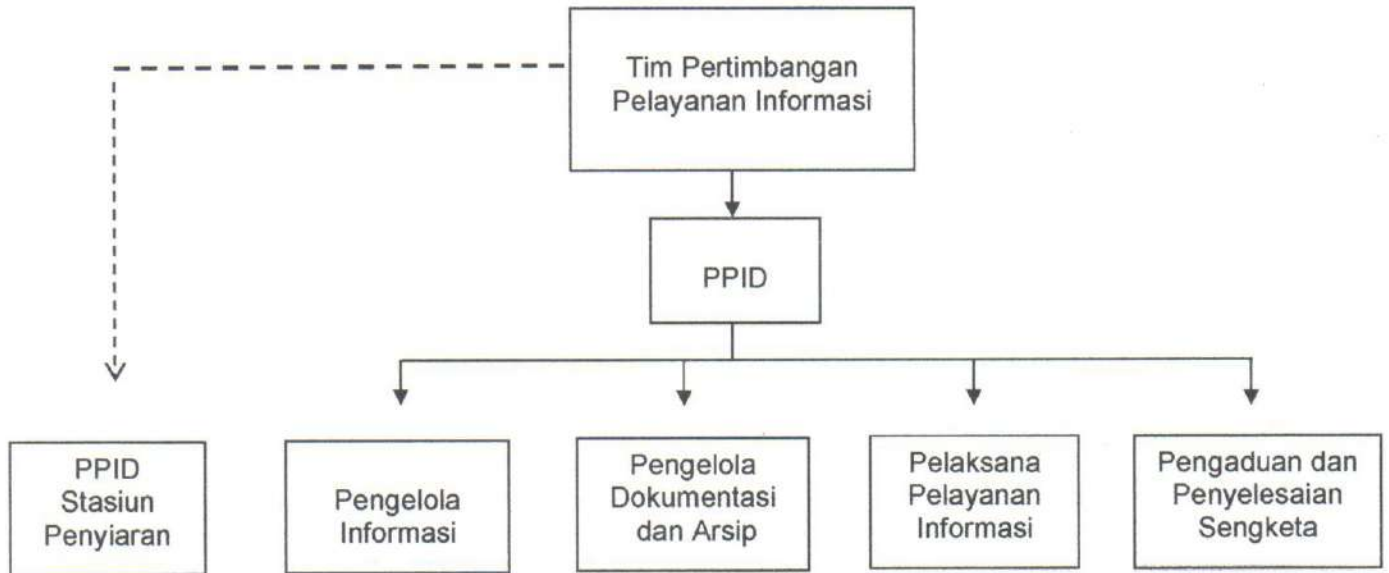 Tim Pertimbangan
Pelayanan Informasi
PPID
PPID
Stasiun
Penyiaran
Pengelola
Informasi
Pengelola
Dokumentasi
dan Arsip
Pelaksana
Pelayanan
Informasi
Pengaduan dan
Penyelesaian
Sengketa